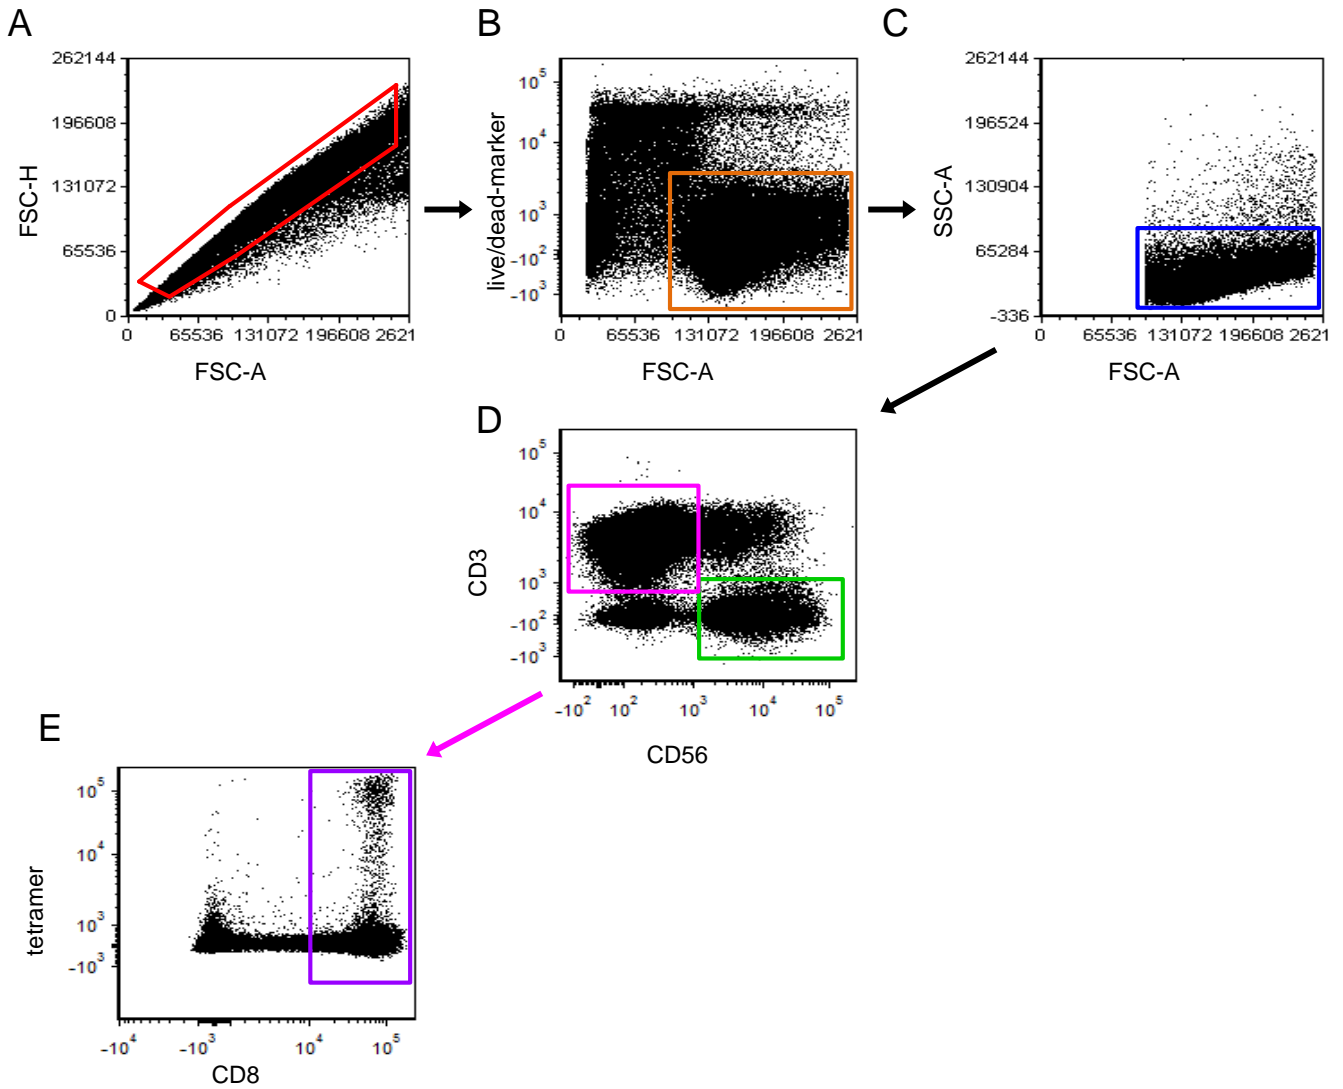 A
262144
196608
131072
65536
0
FSC-H
0 65536 131072 196608 2621
FSC-A
B
10^5
10^4
10^3
-10^2
-10^3
live/dead-marker
0 65536 131072 196608 2621
FSC-A
C
262144
196524
130904
65284
-336
SSC-A
0 65536 131072 196608 2621
FSC-A
D
10^5
10^4
10^3
-10^2
-10^3
CD3
-10^2 10^2 10^3 10^4 10^5
CD56
E
10^5
10^4
10^3
-10^3
tetramer
-10^4 -10^3 10^4 10^5
CD8